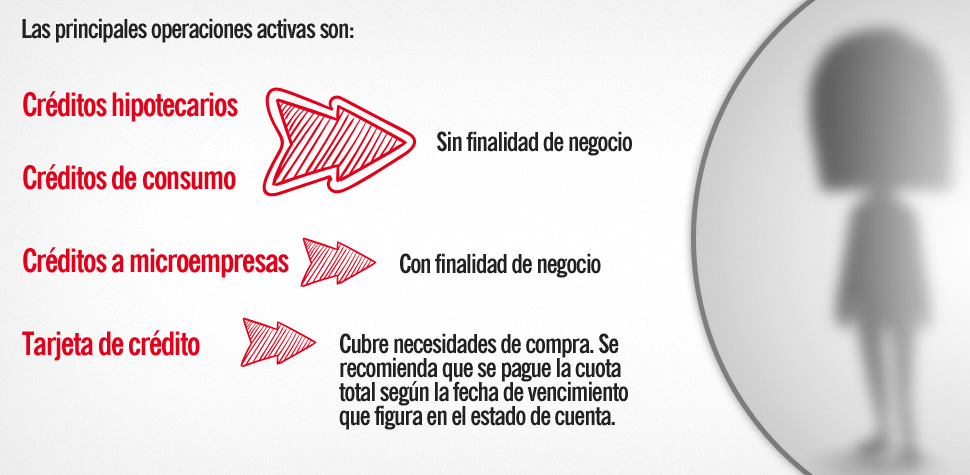 Las principales operaciones activas son:
Créditos hipotecarios
Créditos de consumo
Sin finalidad de negocio
Créditos a microempresas
Con finalidad de negocio
Tarjeta de crédito
Cubre necesidades de compra. Se
recomienda que se pague la cuota
total según la fecha de vencimiento
que figura en el estado de cuenta.